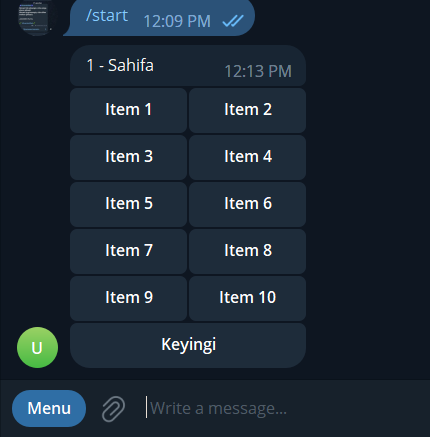 /start 12:09 PM
1 - Sahifa 12:13 PM
Item 1 Item 2
Item 3 Item 4
Item 5 Item 6
Item 7 Item 8
Item 9 Item 10
Keyingi
U
Menu Write a message...